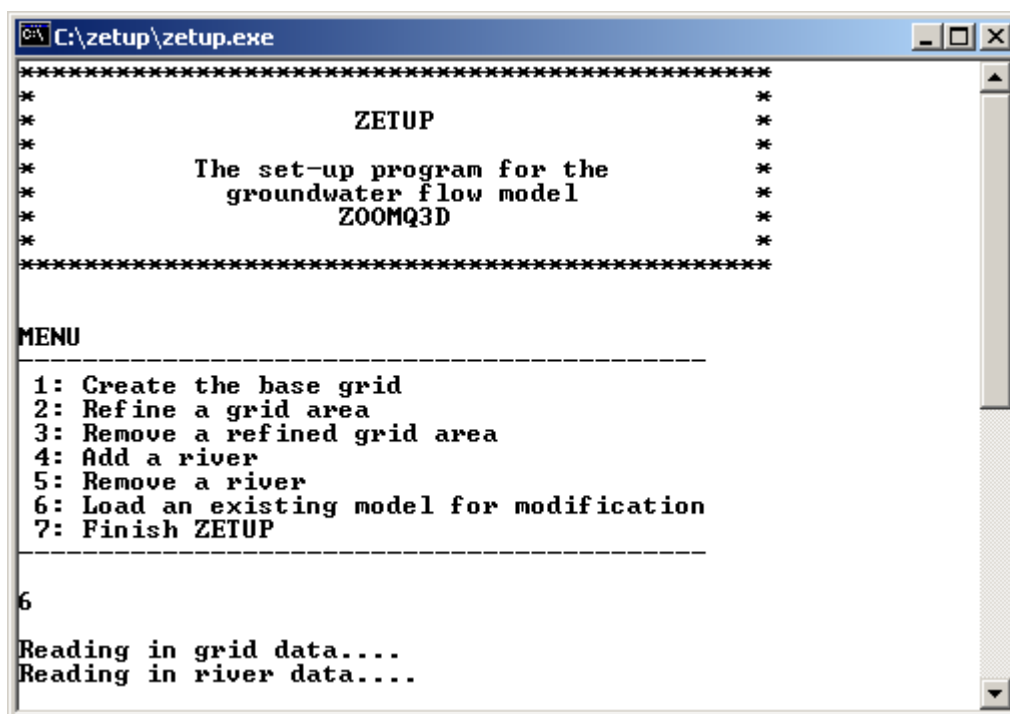 C:\zetup\zetup.exe
***********************************************
* *
* ZETUP *
* *
* The set-up program for the *
* groundwater flow model *
* ZOOMQ3D *
* *
***********************************************
MENU
-------------------------------------------
1: Create the base grid
2: Refine a grid area
3: Remove a refined grid area
4: Add a river
5: Remove a river
6: Load an existing model for modification
7: Finish ZETUP
-------------------------------------------
6
Reading in grid data....
Reading in river data....